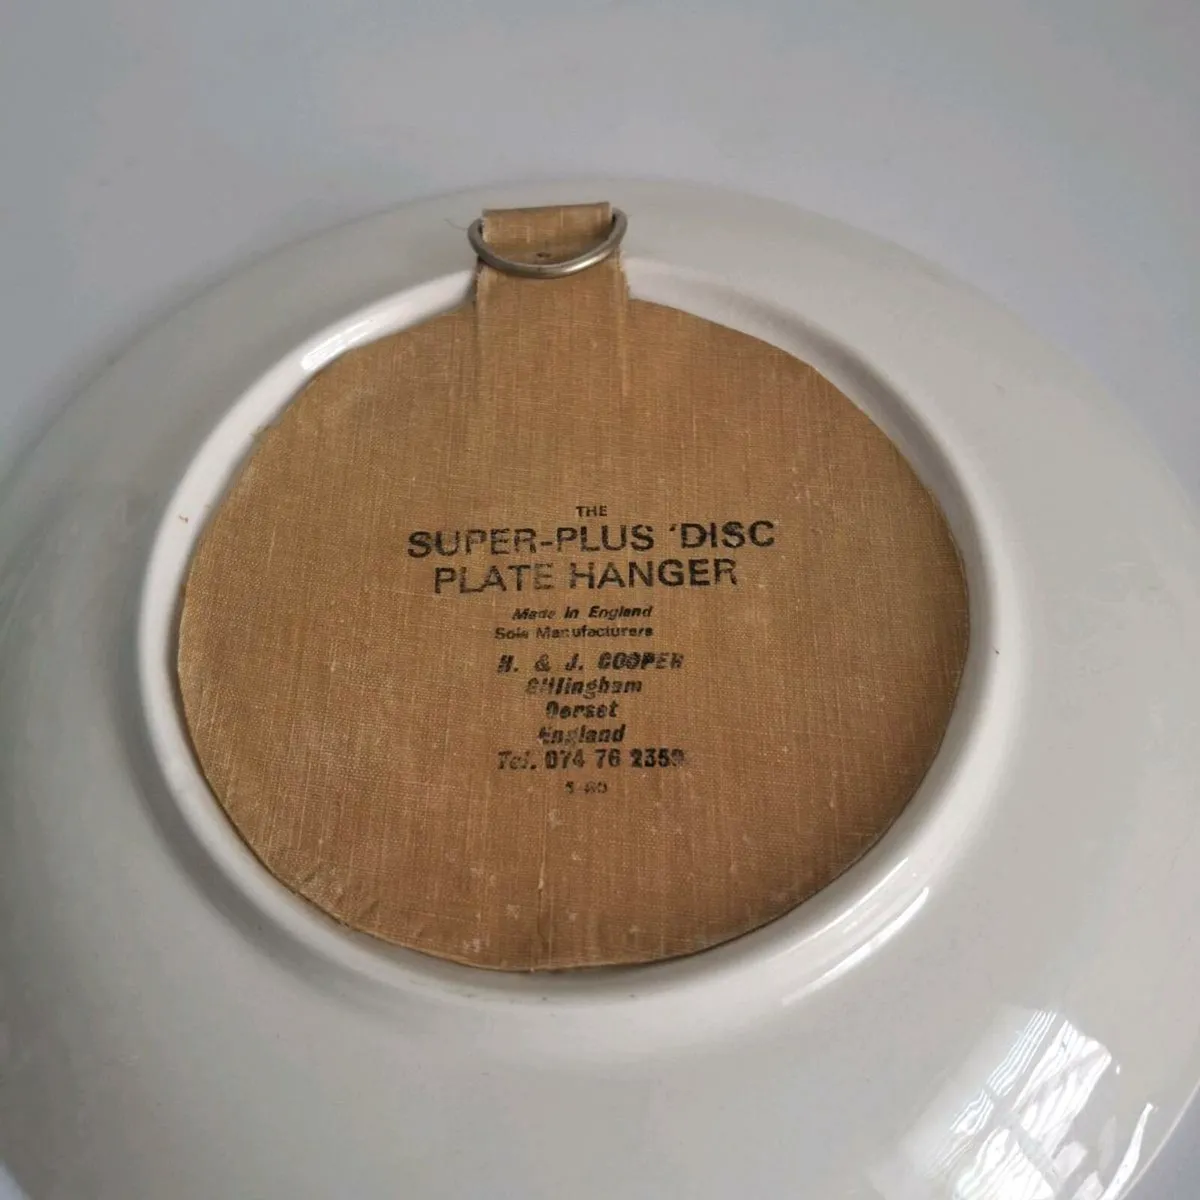 THE
SUPER-PLUS 'DISC
PLATE HANGER
Made in England
Sole Manufacturers
H. & J. COOPER
Gillingham
Dorset
England
Tel. 074 76 2359